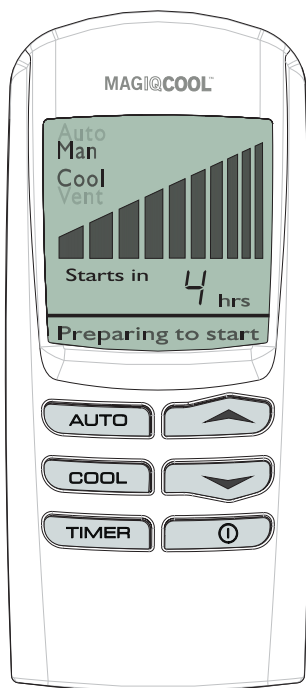 MAGIQCOOL™
Auto
Man
Cool
Vent
Starts in 4 hrs
Preparing to start
AUTO
COOL
TIMER